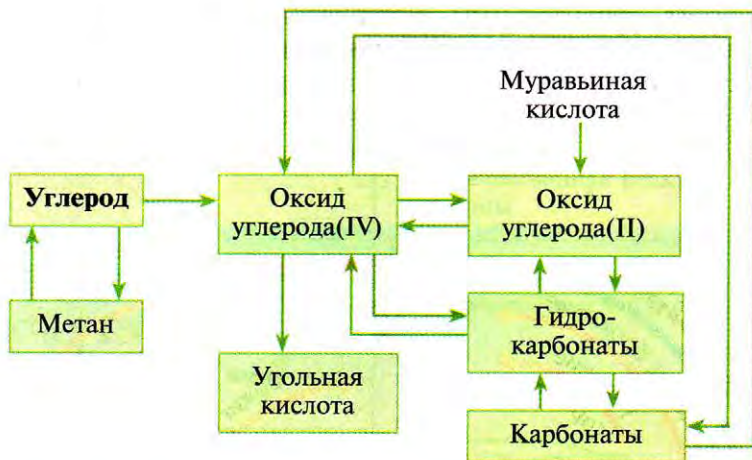 Муравьиная
кислота
Углерод
Оксид
углерода(IV)
Оксид
углерода(II)
Метан
Гидро-
карбонаты
Угольная
кислота
Карбонаты